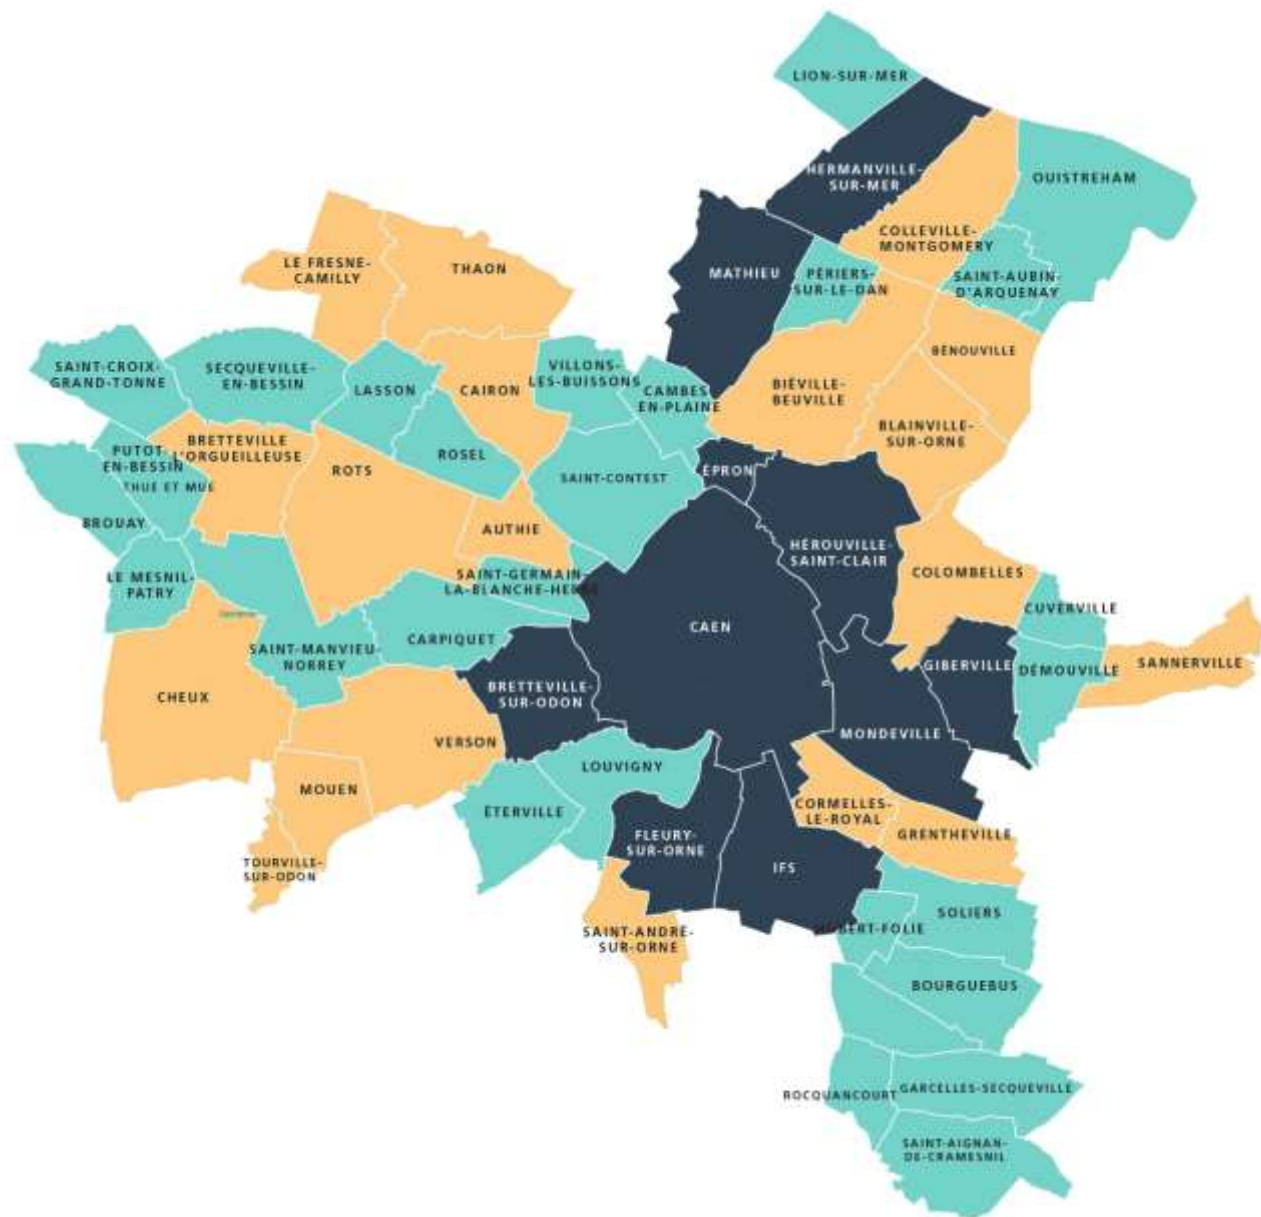 LION-SUR-MER
HERMANVILLE-
SUR-MER
OUISTREHAM
COLLEVILLE-
MONTGOMERY
LE FRESNE-
CAMILLY
THAON
MATHIEU
PÉRIERS-
SUR-LE-DAN
SAINT-AUBIN-
D'ARQUENAY
BÉNOUVILLE
SAINT-CROIX-
GRAND-TONNE
SECQUEVILLE-
EN-BESSIN
LASSON
CAIRON
VILLONS-
LES-BUISSONS
CAMBES-
EN-PLAINE
BIÉVILLE-
BEUVILLE
BLAINVILLE-
SUR-ORNE
BRETTEVILLE
L'ORGUEILLEUSE
PUTOT-
EN-BESSIN
THUE ET MUE
ROTS
ROSEL
SAINT-CONTEST
ÉPRON
BROUAY
AUTHIE
HÉROUVILLE-
SAINT-CLAIR
LE MESNIL-
PATRY
SAINT-GERMAIN-
LA-BLANCHE-HERBE
COLOMBELLES
CUVERVILLE
CAEN
CARPIQUET
SAINT-MANVIEU-
NORREY
CHEUX
BRETTEVILLE-
SUR-ODON
GIBERVILLE
DÉMOUVILLE
SANNERVILLE
MONDEVILLE
VERSON
LOUVIGNY
MOUEN
ÉTERVILLE
CORMELLES-
LE-ROYAL
GRENTHEVILLE
FLEURY-
SUR-ORNE
IFS
TOURVILLE-
SUR-ODON
SAINT-ANDRE-
SUR-ORNE
SOLIERS
HUBERT-FOLIE
BOURGUEBUS
ROCQUANCOURT
GARCELLES-SECQUEVILLE
SAINT-AIGNAN-
DE-CRAMESNIL